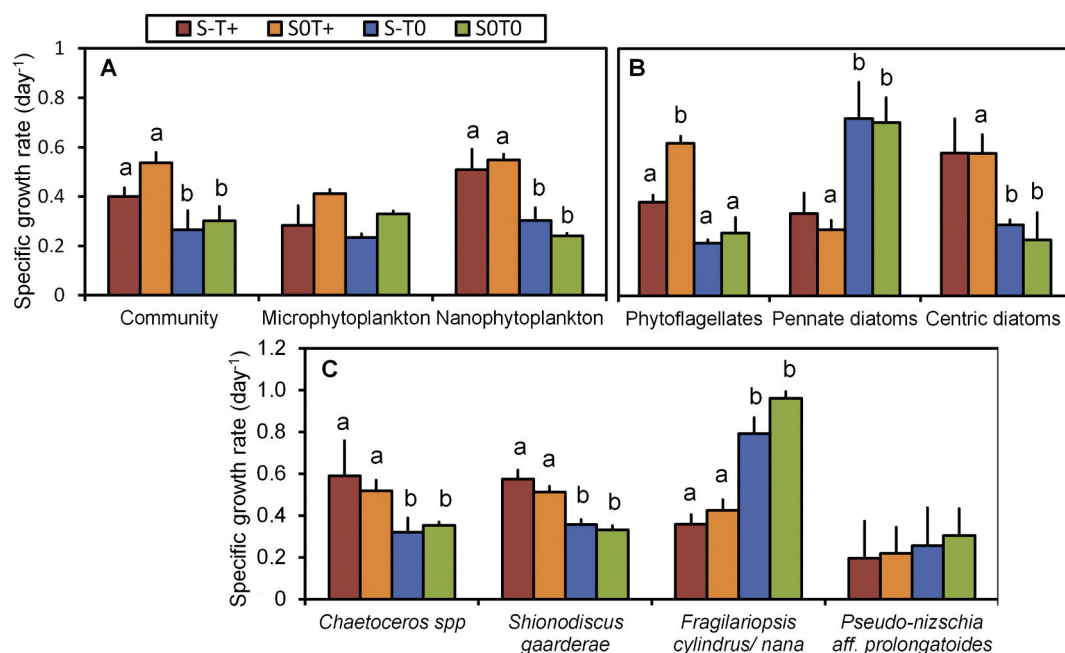 S-T+ S0T+ S-T0 S0T0
Specific growth rate (day⁻¹)
1
0.8
0.6
0.4
0.2
0
A
a
a
b
b
a
a
b
b
Community Microphytoplankton Nanophytoplankton
B
a
b
a
a
a
b
b
a
b
b
Phytoflagellates Pennate diatoms Centric diatoms
Specific growth rate (day⁻¹)
1.2
1.0
0.8
0.6
0.4
0.2
0
C
a
a
b
b
a
a
b
b
a
a
b
b
Chaetoceros spp Shionodiscus Fragilariopsis Pseudo-nizschia
gaarderae cylindrus/ nana aff. prolongatoides